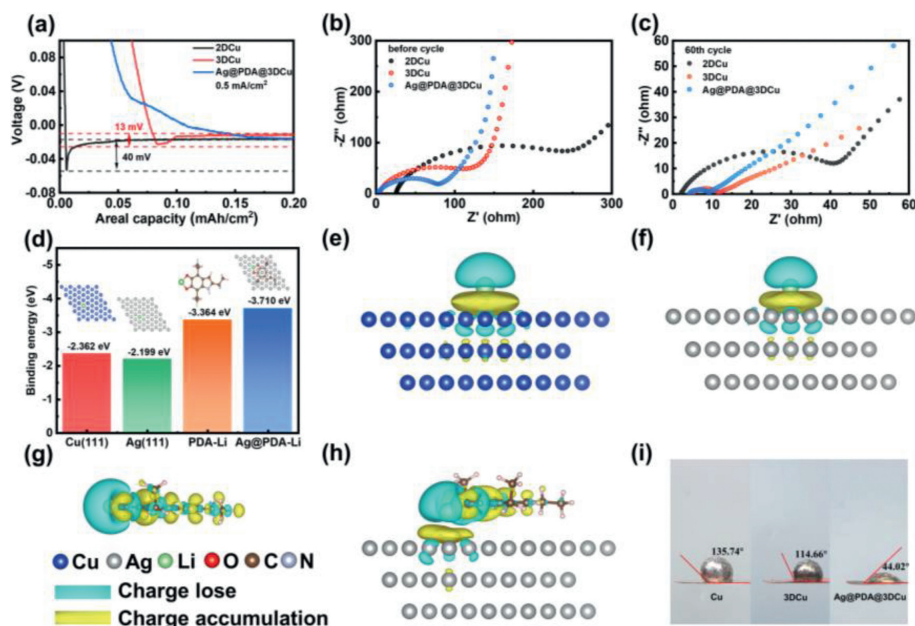 (a)
2DCu
3DCu
Ag@PDA@3DCu
0.5 mA/cm²
13 mV
40 mV
0.08
0.04
0.00
-0.04
-0.08
Voltage (V)
0.00 0.05 0.10 0.15 0.20
Areal capacity (mAh/cm²)
(b)
before cycle
2DCu
3DCu
Ag@PDA@3DCu
300
200
100
0
-Z'' (ohm)
0 100 200 300
Z' (ohm)
(c)
60th cycle
2DCu
3DCu
Ag@PDA@3DCu
60
50
40
30
20
10
0
-Z'' (ohm)
0 10 20 30 40 50 60
Z' (ohm)
(d)
-5
-4
-3
-2
-1
0
Binding energy (eV)
-2.362 eV
-2.199 eV
-3.364 eV
-3.710 eV
Cu(111) Ag(111) PDA-Li Ag@PDA-Li
(e)
(f)
(g)
Cu Ag Li O C N
Charge lose
Charge accumulation
(h)
(i)
135.74°
114.66°
44.02°
Cu 3DCu Ag@PDA@3DCu